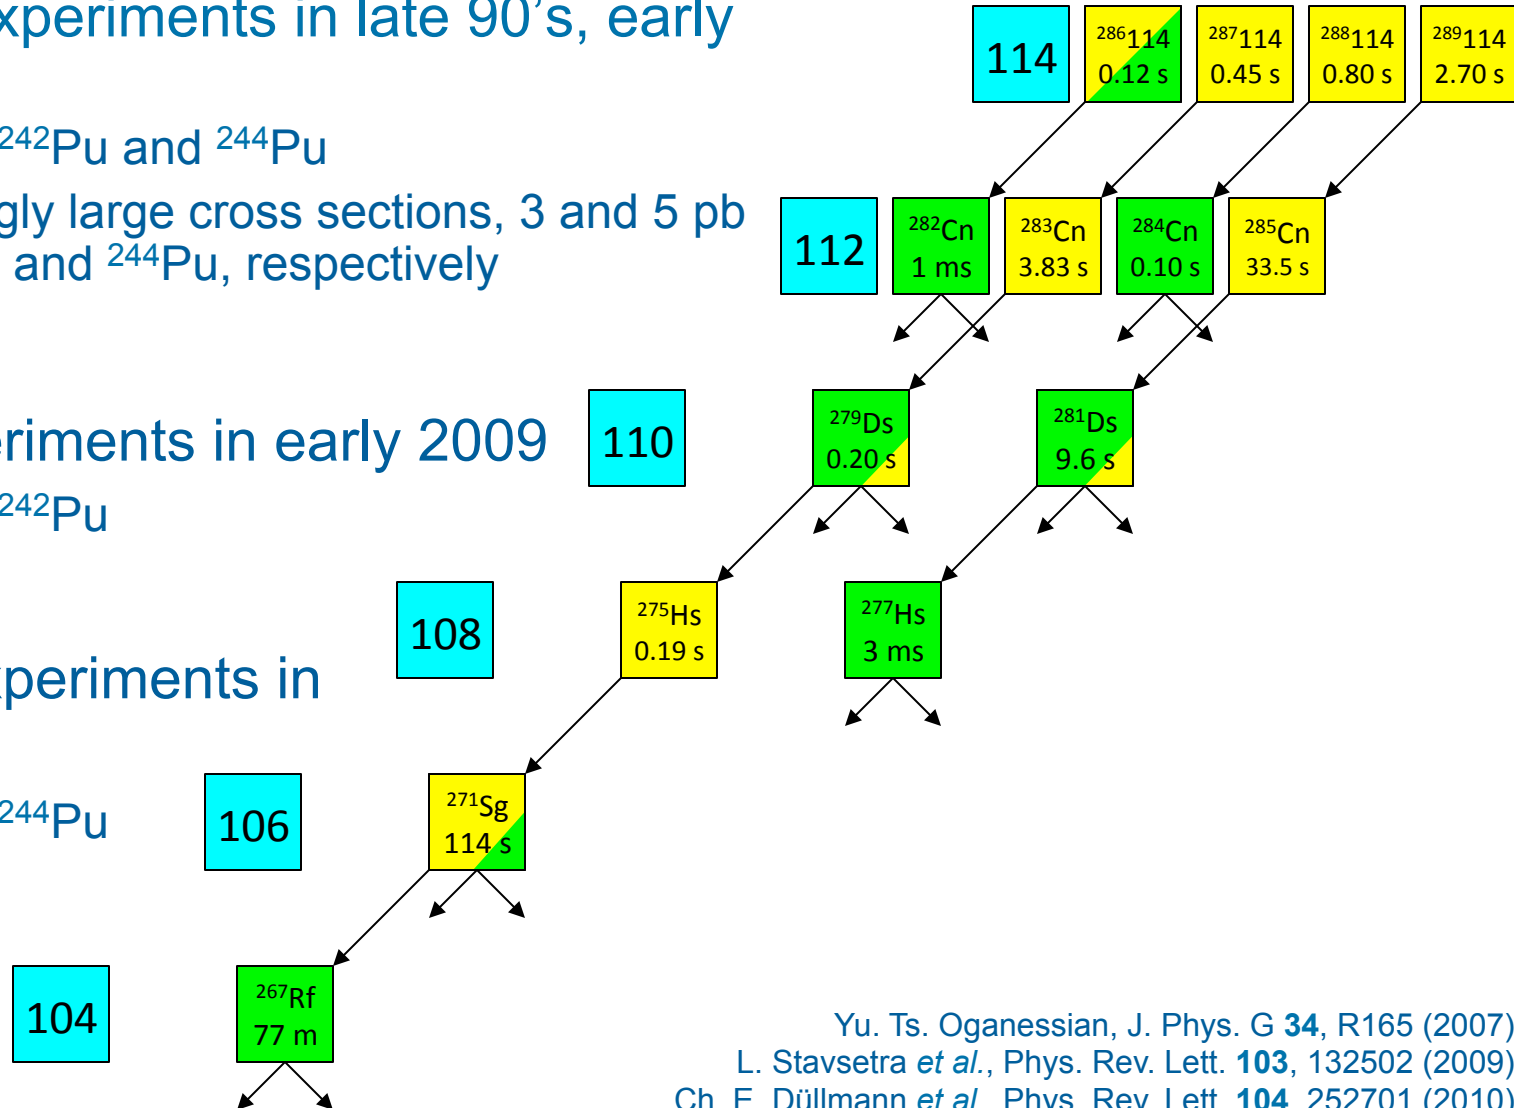 xperiments in late 90's, early
²⁴²Pu and ²⁴⁴Pu
gly large cross sections, 3 and 5 pb
and ²⁴⁴Pu, respectively
eriments in early 2009
²⁴²Pu
xperiments in
²⁴⁴Pu
114
²⁸⁶114
0.12 s
²⁸⁷114
0.45 s
²⁸⁸114
0.80 s
²⁸⁹114
2.70 s
112
²⁸²Cn
1 ms
²⁸³Cn
3.83 s
²⁸⁴Cn
0.10 s
²⁸⁵Cn
33.5 s
110
²⁷⁹Ds
0.20 s
²⁸¹Ds
9.6 s
108
²⁷⁵Hs
0.19 s
²⁷⁷Hs
3 ms
106
²⁷¹Sg
114 s
104
²⁶⁷Rf
77 m
Yu. Ts. Oganessian, J. Phys. G 34, R165 (2007)
L. Stavsetra et al., Phys. Rev. Lett. 103, 132502 (2009)
Ch. E. Düllmann et al., Phys. Rev. Lett. 104, 252701 (2010)